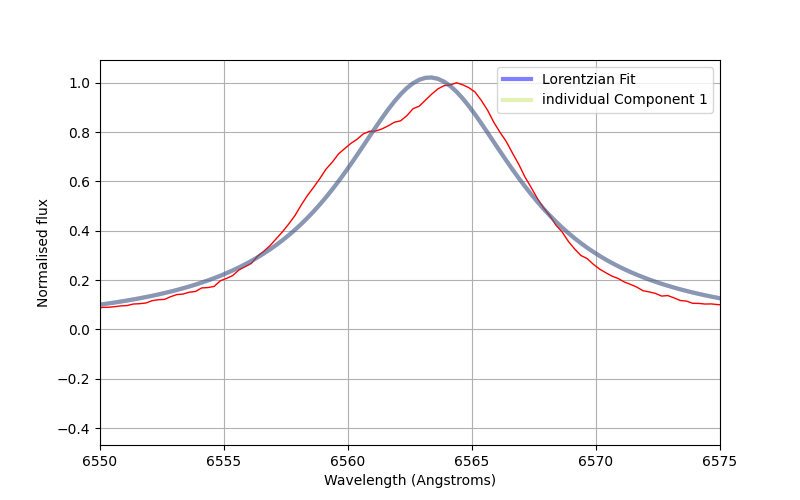 Lorentzian Fit
individual Component 1
1.0
0.8
0.6
0.4
0.2
0.0
−0.2
−0.4
Normalised flux
6550 6555 6560 6565 6570 6575
Wavelength (Angstroms)